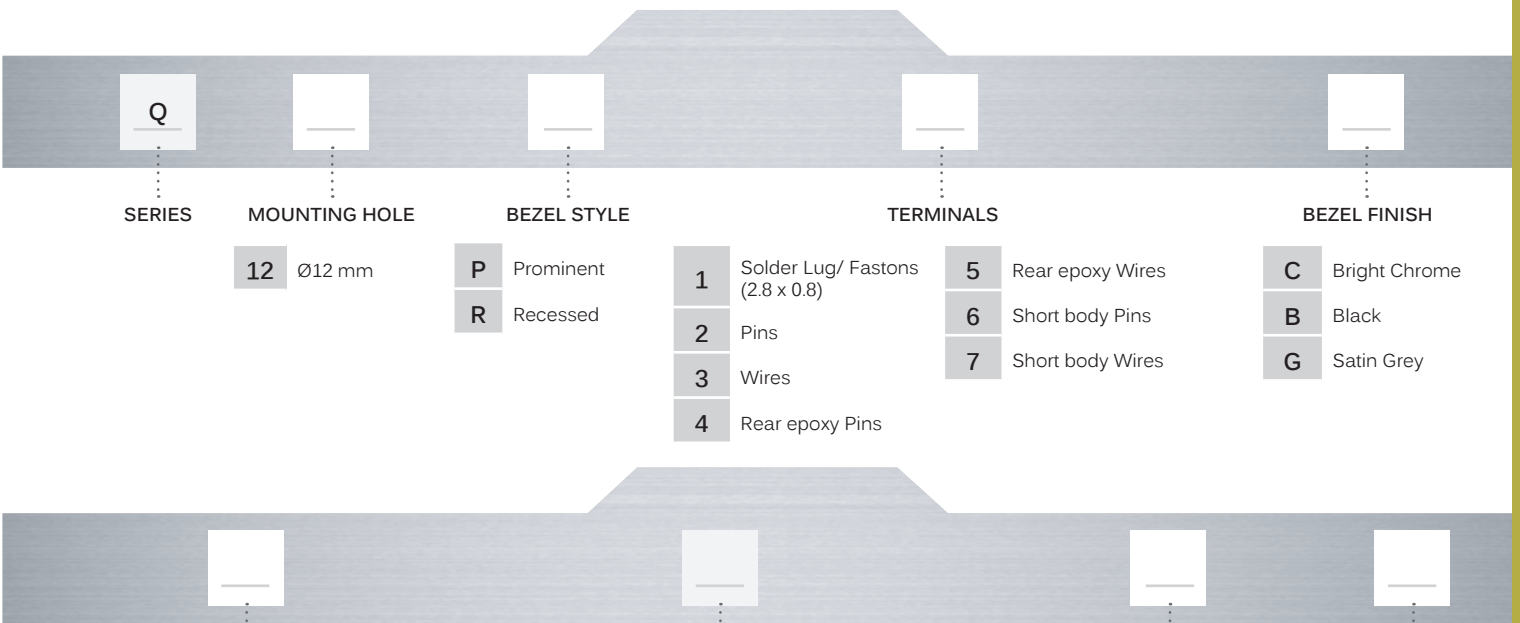 Q
SERIES
MOUNTING HOLE
12 Ø12 mm
BEZEL STYLE
P Prominent
R Recessed
TERMINALS
1 Solder Lug/ Fastons
(2.8 x 0.8)
2 Pins
3 Wires
4 Rear epoxy Pins
5 Rear epoxy Wires
6 Short body Pins
7 Short body Wires
BEZEL FINISH
C Bright Chrome
B Black
G Satin Grey